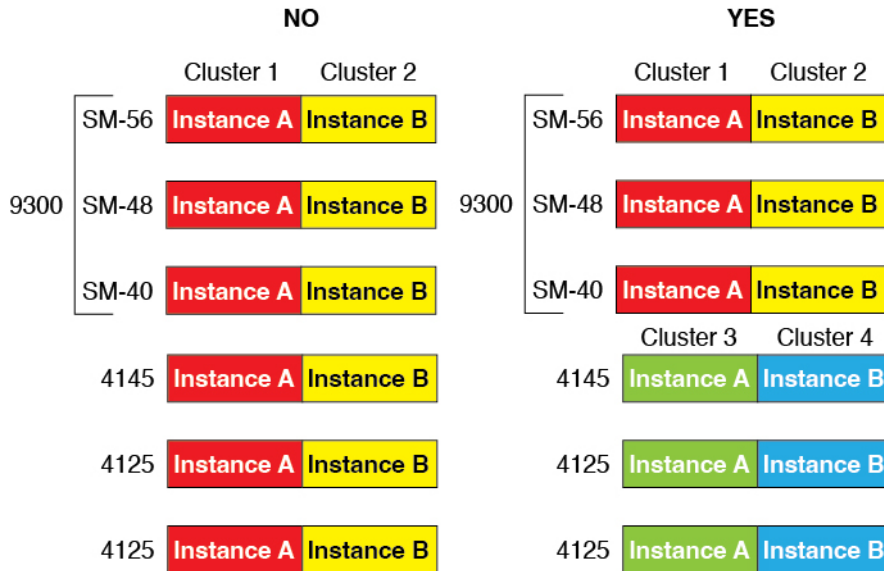 NO
Cluster 1 Cluster 2
SM-56 Instance A Instance B
9300 SM-48 Instance A Instance B
SM-40 Instance A Instance B
4145 Instance A Instance B
4125 Instance A Instance B
4125 Instance A Instance B
YES
Cluster 1 Cluster 2
SM-56 Instance A Instance B
9300 SM-48 Instance A Instance B
SM-40 Instance A Instance B
Cluster 3 Cluster 4
4145 Instance A Instance B
4125 Instance A Instance B
4125 Instance A Instance B